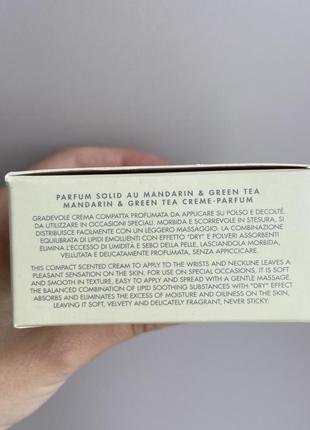 PARFUM SOLID AU MANDARIN & GREEN TEA
MANDARIN & GREEN TEA CREME-PARFUM
GRADEVOLE CREMA COMPATTA PROFUMATA DA APPLICARE SU POLSO E DECOLTÉ.
DA UTILIZZARE IN OCCASIONI SPECIALI. MORBIDA E SCORREVOLE IN STESURA, SI
DISTRIBUISCE FACILMENTE CON UN LEGGERO MASSAGGIO. LA COMBINAZIONE
EQUILIBRATA DI LIPIDI EMOLLIENTI CON EFFETTO "DRY" E POLVERI ASSORBENTI
ELIMINA L'ECCESSO DI UMIDITÀ E SEBO DELLA PELLE, LASCIANDOLA MORBIDA,
VELLUTATA E DELICATAMENTE PROFUMATA, SENZA APPICCICARE.
THIS COMPACT SCENTED CREAM TO APPLY TO THE WRISTS AND NECKLINE LEAVES A
PLEASANT SENSATION ON THE SKIN. FOR USE ON SPECIAL OCCASIONS, IT IS SOFT
AND SMOOTH IN TEXTURE, EASY TO APPLY AND SPREAD WITH A GENTLE MASSAGE.
THE BALANCED COMBINATION OF LIPID SOOTHING SUBSTANCES WITH "DRY" EFFECT
ABSORBS AND ELIMINATES THE EXCESS OF MOISTURE AND OILINESS ON THE SKIN,
LEAVING IT SOFT, VELVETY AND DELICATELY FRAGRANT, NEVER STICKY.